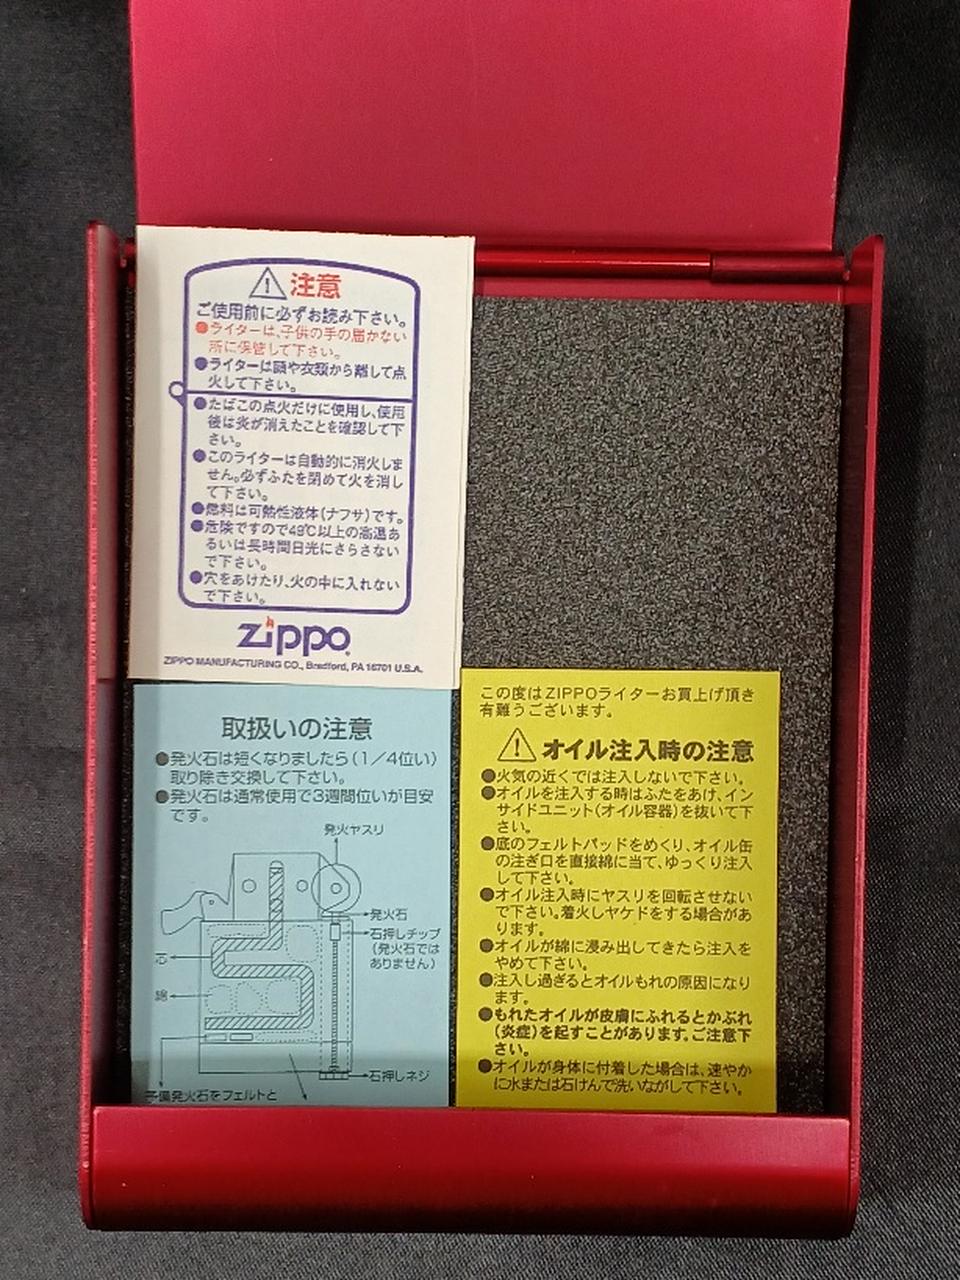 注意
ご使用前に必ずお読み下さい。
●ライターは、子供の手の届かない
所に保管して下さい。
●ライターは顔や衣類から離して点
火して下さい。
●たばこの点火だけに使用し、使用
後は炎が消えたことを確認して下
さい。
●このライターは自動的に消火しま
せん。必ずふたを閉めて火を消し
て下さい。
●燃料は可熱性液体(ナフサ)です。
●危険ですので49℃以上の高温あ
るいは長時間日光にさらさない
で下さい。
●穴をあけたり、火の中に入れない
で下さい。
Zippo
ZIPPO MANUFACTURING CO., Bradford, PA 16701 U.S.A.
取扱いの注意
●発火石は短くなりましたら(1/4位い)
取り除き交換して下さい。
●発火石は通常使用で3週間位いが目安
です。
発火ヤスリ
発火石
石押しチップ
(発火石では
ありません)
芯
綿
石押しネジ
予備発火石をフェルトと
この度はZIPPOライターお買上げ頂き
有難うございます。
オイル注入時の注意
●火気の近くでは注入しないで下さい。
●オイルを注入する時はふたをあけ、イン
サイドユニット(オイル容器)を抜いて下
さい。
●底のフェルトパッドをめくり、オイル缶
の注ぎ口を直接綿に当て、ゆっくり注入
して下さい。
●オイル注入時にヤスリを回転させない
で下さい。着火しヤケドをする場合があ
ります。
●オイルが綿に浸み出してきたら注入を
やめて下さい。
●注入し過ぎるとオイルもれの原因になり
ます。
●もれたオイルが皮膚にふれるとかぶれ
(炎症)を起すことがあります。ご注意下
さい。
●オイルが身体に付着した場合は、速やか
に水または石けんで洗いながして下さい。